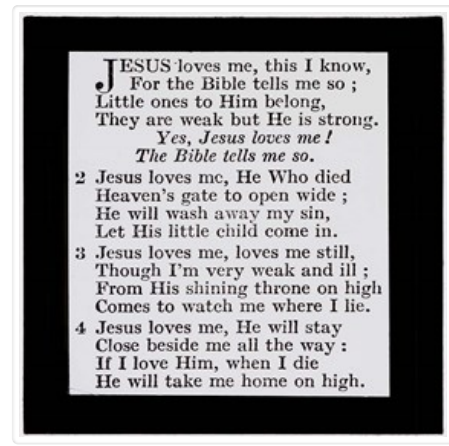 JESUS loves me, this I know,
For the Bible tells me so ;
Little ones to Him belong,
They are weak but He is strong.
Yes, Jesus loves me !
The Bible tells me so.
2 Jesus loves me, He Who died
Heaven's gate to open wide ;
He will wash away my sin,
Let His little child come in.
3 Jesus loves me, loves me still,
Though I'm very weak and ill ;
From His shining throne on high
Comes to watch me where I lie.
4 Jesus loves me, He will stay
Close beside me all the way :
If I love Him, when I die
He will take me home on high.